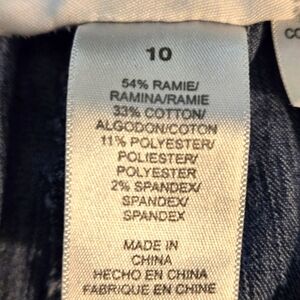 10
54% RAMIE/
RAMINA/RAMIE
33% COTTON/
ALGODON/COTON
11% POLYESTER/
POLIESTER/
POLYESTER
2% SPANDEX/
SPANDEX/
SPANDEX
MADE IN
CHINA
HECHO EN CHINA
FABRIQUE EN CHINE
CO